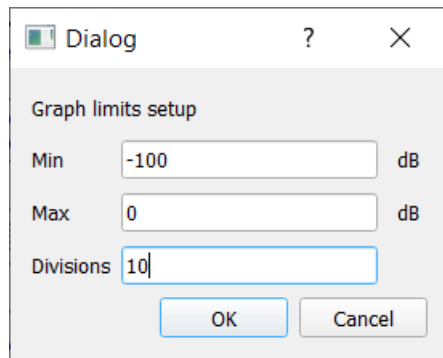 Dialog ?
Graph limits setup
Min -100 dB
Max 0 dB
Divisions 10
OK Cancel